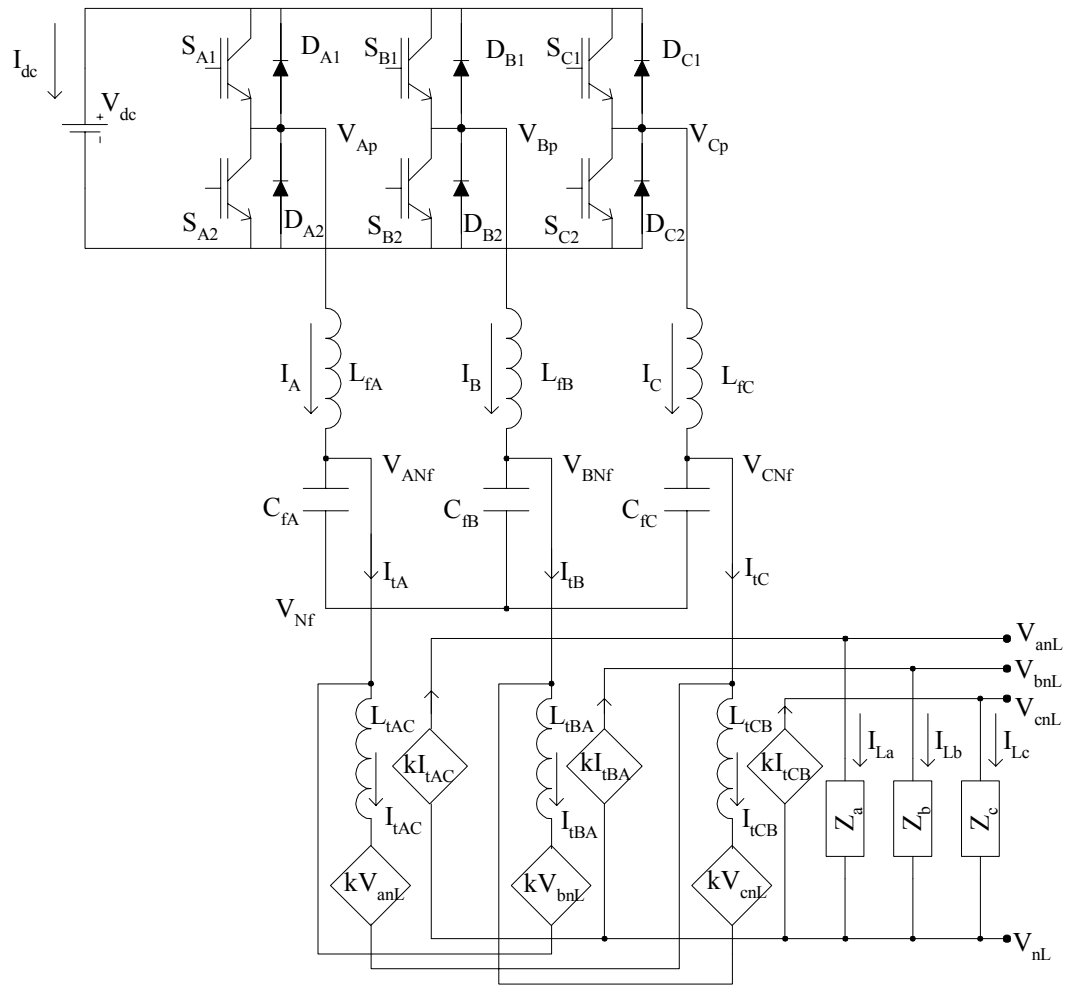 S_A1 D_A1 S_B1 D_B1 S_C1 D_C1
I_dc
V_dc
+
-
V_Ap V_Bp V_Cp
S_A2 D_A2 S_B2 D_B2 S_C2 D_C2
I_A L_fA I_B L_fB I_C L_fC
V_ANf V_BNf V_CNf
C_fA C_fB C_fC
I_tA I_tB I_tC
V_Nf
V_anL
V_bnL
V_cnL
L_tAC L_tBA L_tCB
I_La I_Lb I_Lc
kI_tAC kI_tBA kI_tCB
Z_a Z_b Z_c
I_tAC I_tBA I_tCB
kV_anL kV_bnL kV_cnL
V_nL